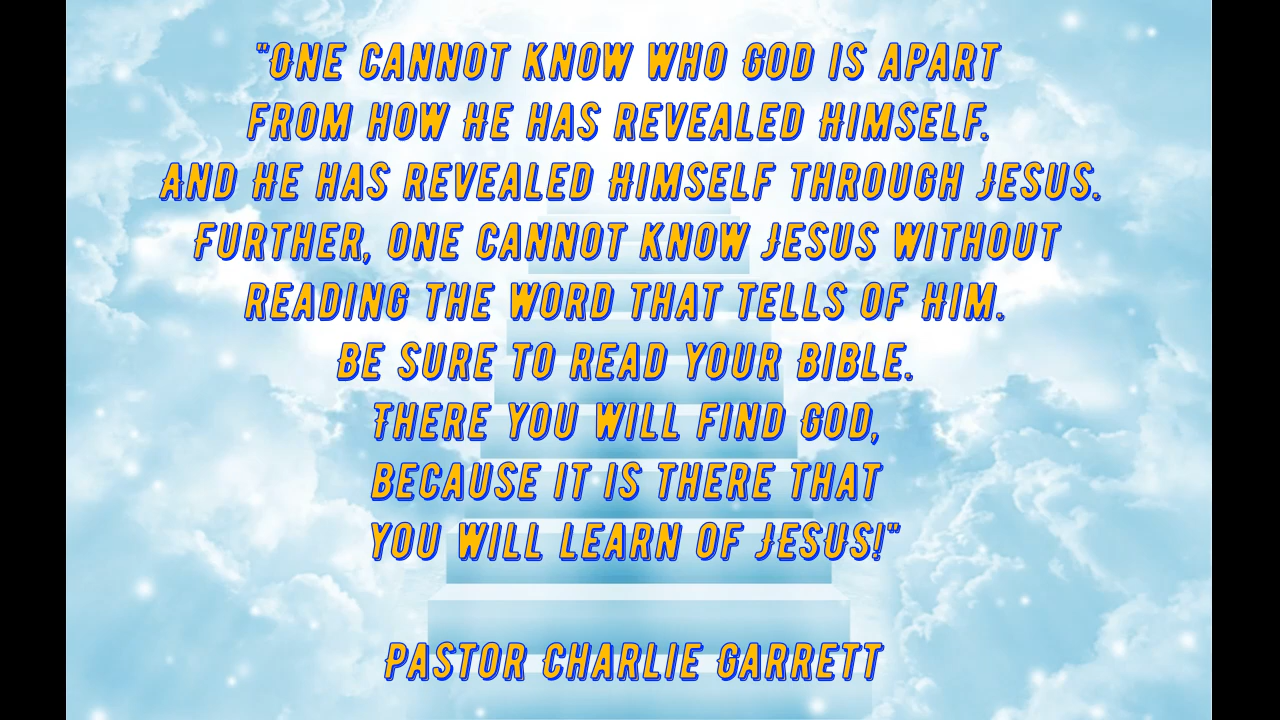 "One cannot know who God is apart
from how He has revealed Himself.
And He has revealed Himself through Jesus.
Further, one cannot know Jesus without
reading the word that tells of Him.
Be sure to read your Bible.
There you will find God,
because it is there that
you will learn of Jesus!"
Pastor Charlie Garrett